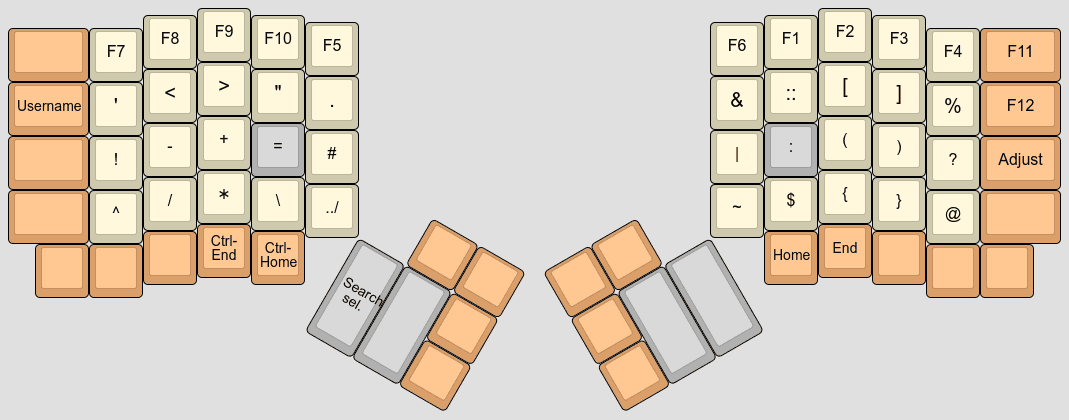 F7 F8 F9 F10 F5 F6 F1 F2 F3 F4 F11
Username ' < > " . & :: [ ] % F12
! - + = # | : ( ) ? Adjust
^ / * \ ../ ~ $ { } @
Ctrl-
End
Ctrl-
Home
Home End
Search
sel.